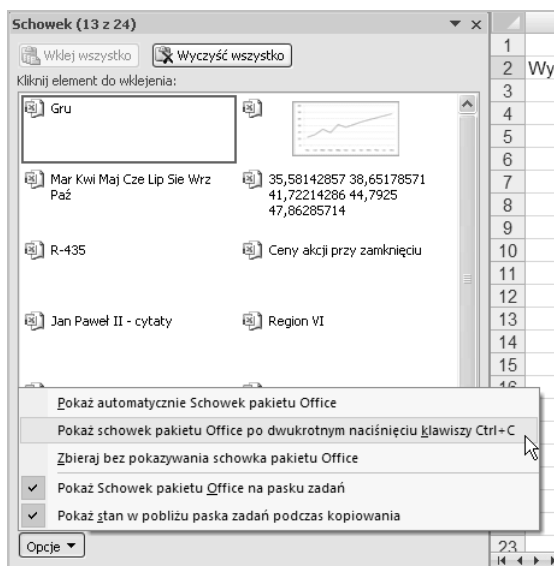 Schowek (13 z 24)
Wklej wszystko Wyczyść wszystko
Kliknij element do wklejenia:
Gru
Mar Kwi Maj Cze Lip Sie Wrz
Paź
35,58142857 38,65178571
41,72214286 44,7925
47,86285714
R-435
Ceny akcji przy zamknięciu
Jan Paweł II - cytaty
Region VI
Pokaż automatycznie Schowek pakietu Office
Pokaż schowek pakietu Office po dwukrotnym naciśnięciu klawiszy Ctrl+C
Zbieraj bez pokazywania schowka pakietu Office
Pokaż Schowek pakietu Office na pasku zadań
Pokaż stan w pobliżu paska zadań podczas kopiowania
Opcje
1
2 Wy
3
4
5
6
7
8
9
10
11
12
13
14
15
16
23